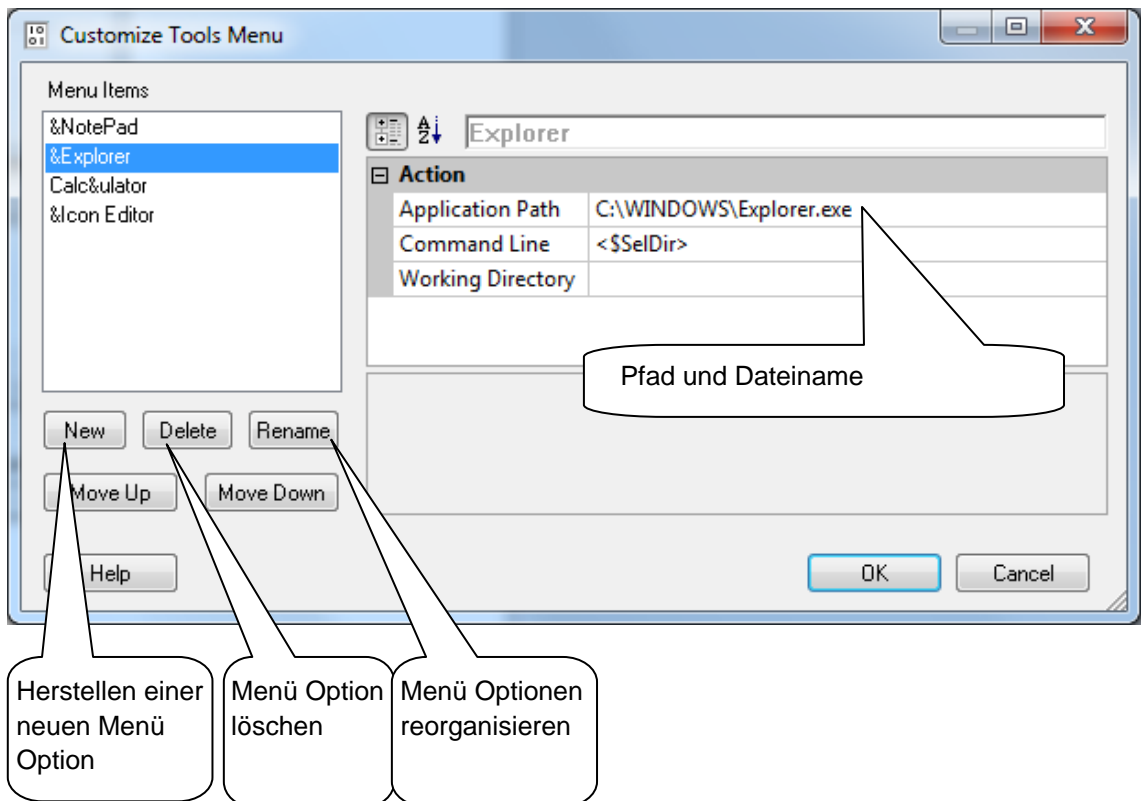 Customize Tools Menu
Menu Items
&NotePad
&Explorer
Calc&ulator
&Icon Editor
Explorer
Action
Application Path C:\WINDOWS\Explorer.exe
Command Line <$SelDir>
Working Directory
Pfad und Dateiname
New Delete Rename
Move Up Move Down
Help OK Cancel
Herstellen einer
neuen Menü
Option
Menü Option
löschen
Menü Optionen
reorganisieren